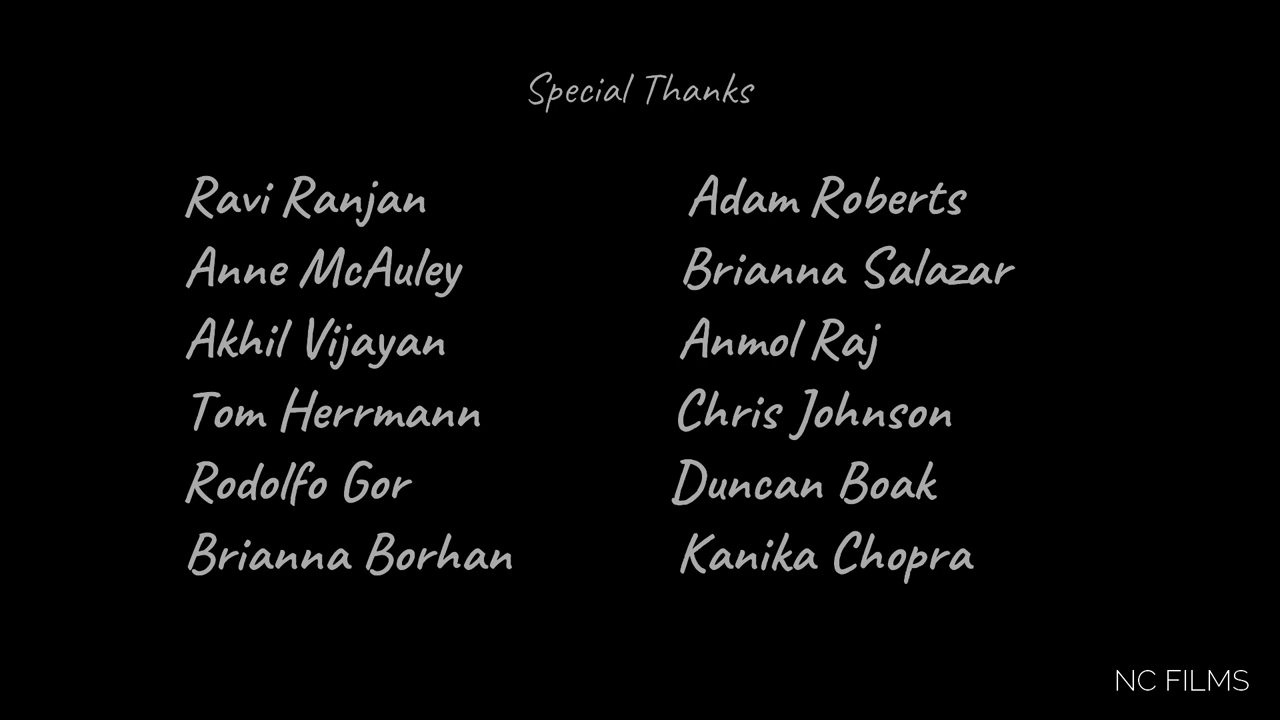 Special Thanks
Ravi Ranjan
Anne McAuley
Akhil Vijayan
Tom Herrmann
Rodolfo Gor
Brianna Borhan
Adam Roberts
Brianna Salazar
Anmol Raj
Chris Johnson
Duncan Boak
Kanika Chopra
NC FILMS